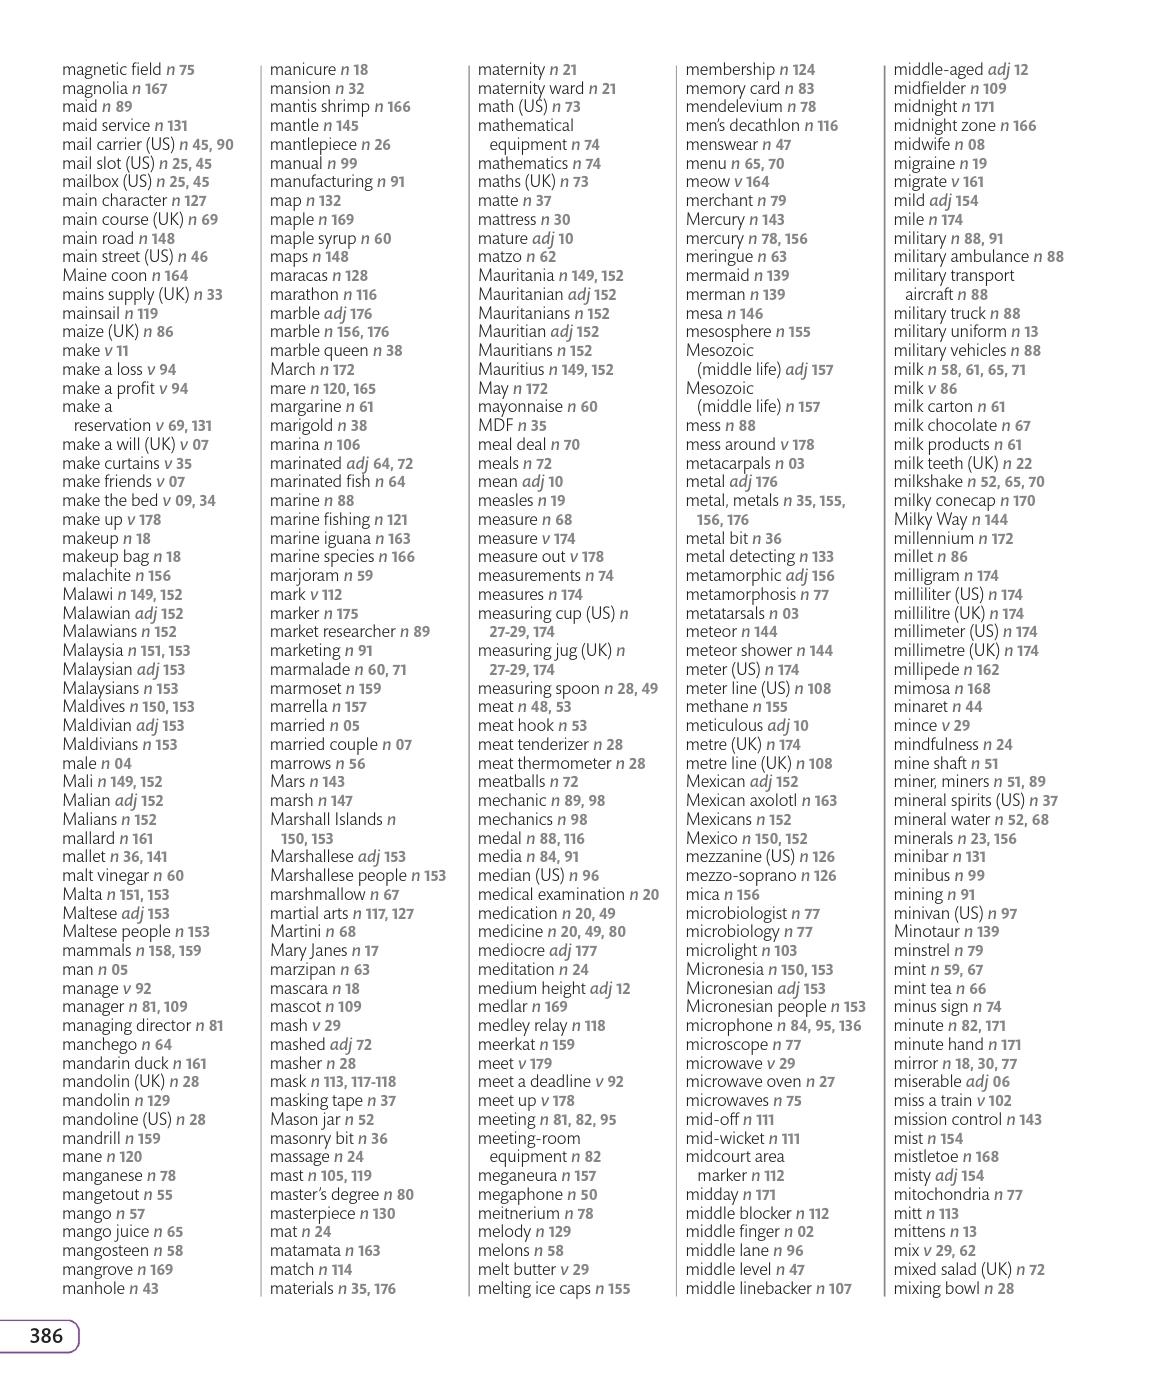 magnetic field n 75
magnolia n 167
maid n 89
maid service n 131
mail carrier (US) n 45, 90
mail slot (US) n 25, 45
mailbox (US) n 25, 45
main character n 127
main course (UK) n 69
main road n 148
main street (US) n 46
Maine coon n 164
mains supply (UK) n 33
mainsail n 119
maize (UK) n 86
make v 11
make a loss v 94
make a profit v 94
make a
reservation v 69, 131
make a will (UK) v 07
make curtains v 35
make friends v 07
make the bed v 09, 34
make up v 178
makeup n 18
makeup bag n 18
malachite n 156
Malawi n 149, 152
Malawian adj 152
Malawians n 152
Malaysia n 151, 153
Malaysian adj 153
Malaysians n 153
Maldives n 150, 153
Maldivian adj 153
Maldivians n 153
male n 04
Mali n 149, 152
Malian adj 152
Malians n 152
mallard n 161
mallet n 36, 141
malt vinegar n 60
Malta n 151, 153
Maltese adj 153
Maltese people n 153
mammals n 158, 159
man n 05
manage v 92
manager n 81, 109
managing director n 81
manchego n 64
mandarin duck n 161
mandolin (UK) n 28
mandolin n 129
mandoline (US) n 28
mandrill n 159
mane n 120
manganese n 78
mangetout n 55
mango n 57
mango juice n 65
mangosteen n 58
mangrove n 169
manhole n 43
manicure n 18
mansion n 32
mantis shrimp n 166
mantle n 145
mantlepiece n 26
manual n 99
manufacturing n 91
map n 132
maple n 169
maple syrup n 60
maps n 148
maracas n 128
marathon n 116
marble adj 176
marble n 156, 176
marble queen n 38
March n 172
mare n 120, 165
margarine n 61
marigold n 38
marina n 106
marinated adj 64, 72
marinated fish n 64
marine n 88
marine fishing n 121
marine iguana n 163
marine species n 166
marjoram n 59
mark v 112
marker n 175
market researcher n 89
marketing n 91
marmalade n 60, 71
marmoset n 159
marrella n 157
married n 05
married couple n 07
marrows n 56
Mars n 143
marsh n 147
Marshall Islands n
150, 153
Marshallese adj 153
Marshallese people n 153
marshmallow n 67
martial arts n 117, 127
Martini n 68
Mary Janes n 17
marzipan n 63
mascara n 18
mascot n 109
mash v 29
mashed adj 72
masher n 28
mask n 113, 117-118
masking tape n 37
Mason jar n 52
masonry bit n 36
massage n 24
mast n 105, 119
master's degree n 80
masterpiece n 130
mat n 24
matamata n 163
match n 114
materials n 35, 176
maternity n 21
maternity ward n 21
math (US) n 73
mathematical
equipment n 74
mathematics n 74
maths (UK) n 73
matte n 37
mattress n 30
mature adj 10
matzo n 62
Mauritania n 149, 152
Mauritanian adj 152
Mauritanians n 152
Mauritian adj 152
Mauritians n 152
Mauritius n 149, 152
May n 172
mayonnaise n 60
MDF n 35
meal deal n 70
meals n 72
mean adj 10
measles n 19
measure n 68
measure v 174
measure out v 178
measurements n 74
measures n 174
measuring cup (US) n
27-29, 174
measuring jug (UK) n
27-29, 174
measuring spoon n 28, 49
meat n 48, 53
meat hook n 53
meat tenderizer n 28
meat thermometer n 28
meatballs n 72
mechanic n 89, 98
mechanics n 98
medal n 88, 116
media n 84, 91
median (US) n 96
medical examination n 20
medication n 20, 49
medicine n 20, 49, 80
mediocre adj 177
meditation n 24
medium height adj 12
medlar n 169
medley relay n 118
meerkat n 159
meet v 179
meet a deadline v 92
meet up v 178
meeting n 81, 82, 95
meeting-room
equipment n 82
meganeura n 157
megaphone n 50
meitnerium n 78
melody n 129
melons n 58
melt butter v 29
melting ice caps n 155
membership n 124
memory card n 83
mendelevium n 78
men's decathlon n 116
menswear n 47
menu n 65, 70
meow v 164
merchant n 79
Mercury n 143
mercury n 78, 156
meringue n 63
mermaid n 139
merman n 139
mesa n 146
mesosphere n 155
Mesozoic
(middle life) adj 157
Mesozoic
(middle life) n 157
mess n 88
mess around v 178
metacarpals n 03
metal adj 176
metal, metals n 35, 155,
156, 176
metal bit n 36
metal detecting n 133
metamorphic adj 156
metamorphosis n 77
metatarsals n 03
meteor n 144
meteor shower n 144
meter (US) n 174
meter line (US) n 108
methane n 155
meticulous adj 10
metre (UK) n 174
metre line (UK) n 108
Mexican adj 152
Mexican axolotl n 163
Mexicans n 152
Mexico n 150, 152
mezzanine (US) n 126
mezzo-soprano n 126
mica n 156
microbiologist n 77
microbiology n 77
microlight n 103
Micronesia n 150, 153
Micronesian adj 153
Micronesian people n 153
microphone n 84, 95, 136
microscope n 77
microwave v 29
microwave oven n 27
microwaves n 75
mid-off n 111
mid-wicket n 111
midcourt area
marker n 112
midday n 171
middle blocker n 112
middle finger n 02
middle lane n 96
middle level n 47
middle linebacker n 107
middle-aged adj 12
midfielder n 109
midnight n 171
midnight zone n 166
midwife n 08
migraine n 19
migrate v 161
mild adj 154
mile n 174
military n 88, 91
military ambulance n 88
military transport
aircraft n 88
military truck n 88
military uniform n 13
military vehicles n 88
milk n 58, 61, 65, 71
milk v 86
milk carton n 61
milk chocolate n 67
milk products n 61
milk teeth (UK) n 22
milkshake n 52, 65, 70
milky conecap n 170
Milky Way n 144
millennium n 172
millet n 86
milligram n 174
milliliter (US) n 174
millilitre (UK) n 174
millimeter (US) n 174
millimetre (UK) n 174
millipede n 162
mimosa n 168
minaret n 44
mince v 29
mindfulness n 24
mine shaft n 51
miner, miners n 51, 89
mineral spirits (US) n 37
mineral water n 52, 68
minerals n 23, 156
minibar n 131
minibus n 99
mining n 91
minivan (US) n 97
Minotaur n 139
minstrel n 79
mint n 59, 67
mint tea n 66
minus sign n 74
minute n 82, 171
minute hand n 171
mirror n 18, 30, 77
miserable adj 06
miss a train v 102
mission control n 143
mist n 154
mistletoe n 168
misty adj 154
mitochondria n 77
mitt n 113
mittens n 13
mix v 29, 62
mixed salad (UK) n 72
mixing bowl n 28
386